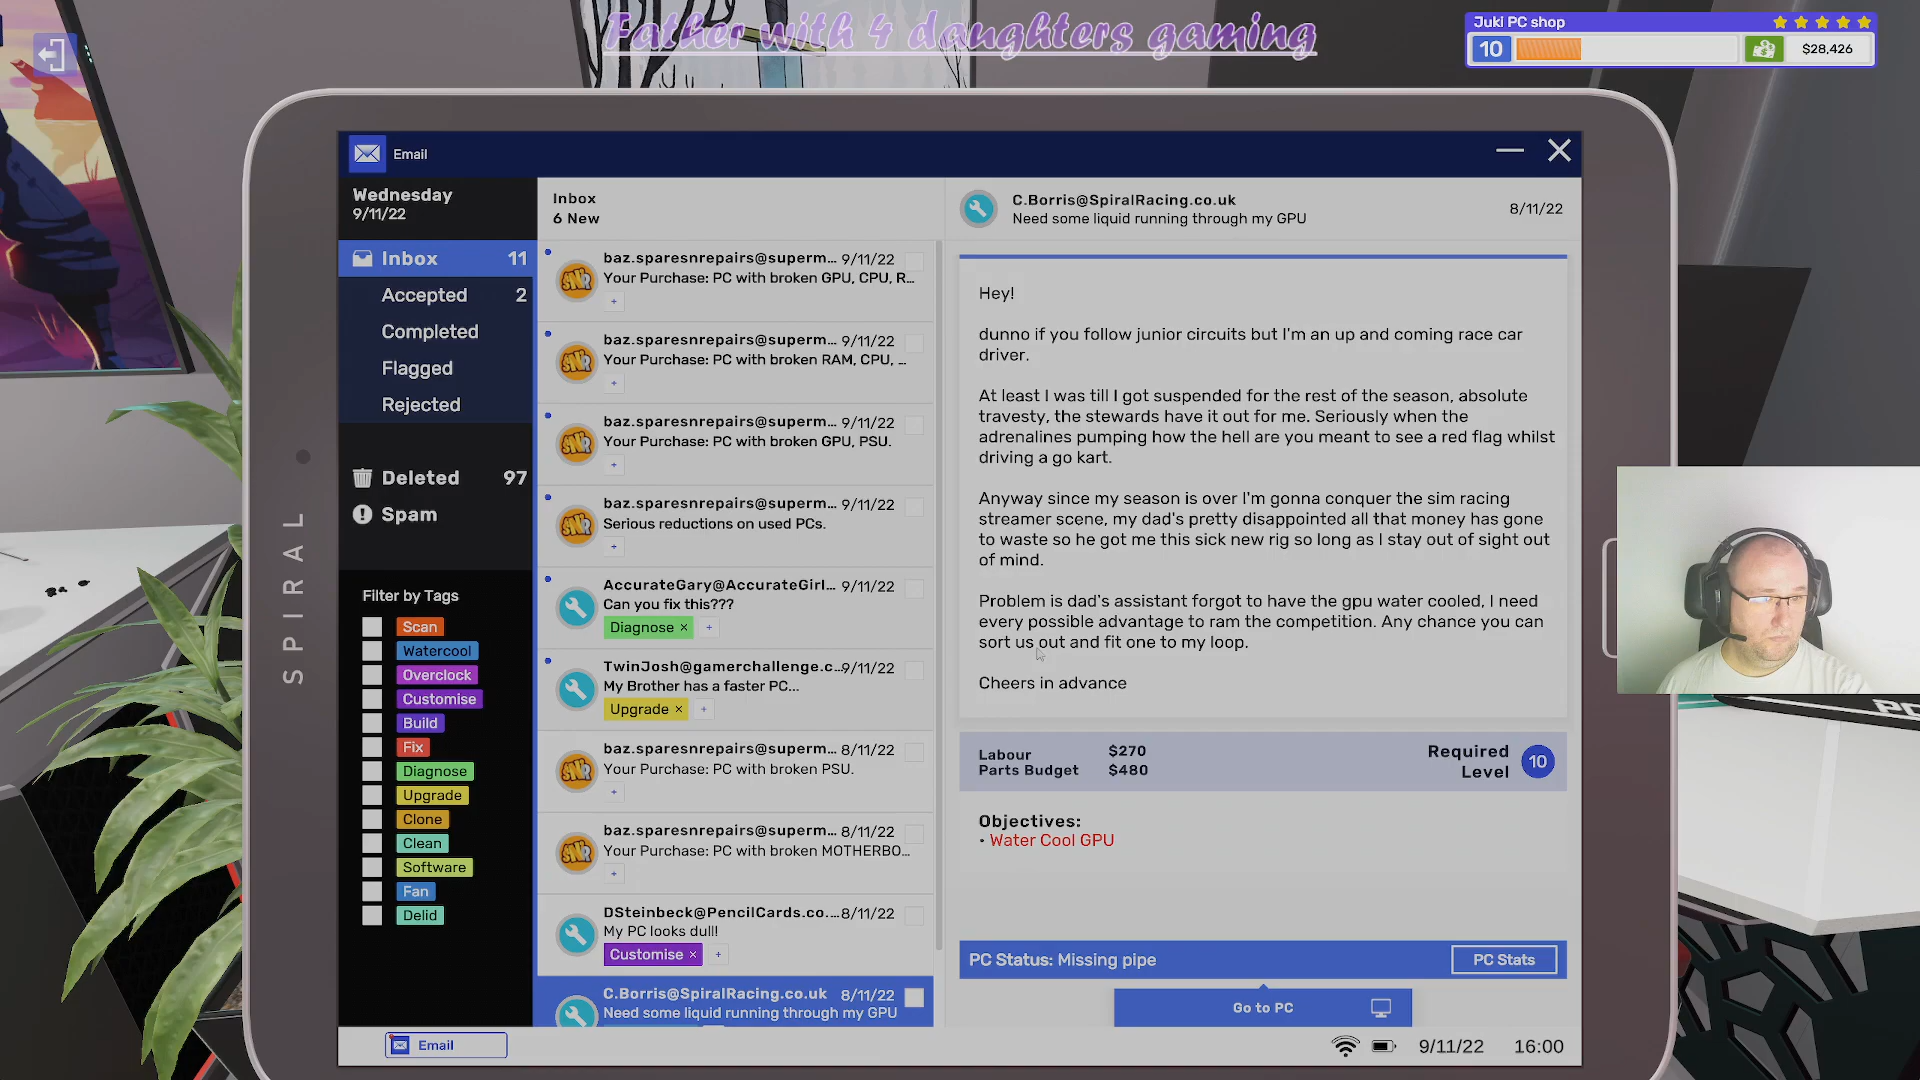 Father with 4 daughters gaming
Juki PC shop
10
$28,426
SPIRAL
Email
Wednesday
9/11/22
Inbox 11
Accepted 2
Completed
Flagged
Rejected
Deleted 97
Spam
Filter by Tags
Scan
Watercool
Overclock
Customise
Build
Fix
Diagnose
Upgrade
Clone
Clean
Software
Fan
Delid
Inbox
6 New
baz.sparesnrepairs@superm... 9/11/22
Your Purchase: PC with broken GPU, CPU, R...
+
baz.sparesnrepairs@superm... 9/11/22
Your Purchase: PC with broken RAM, CPU, ...
+
baz.sparesnrepairs@superm... 9/11/22
Your Purchase: PC with broken GPU, PSU.
+
baz.sparesnrepairs@superm... 9/11/22
Serious reductions on used PCs.
+
AccurateGary@AccurateGirl... 9/11/22
Can you fix this???
Diagnose × +
TwinJosh@gamerchallenge.c... 9/11/22
My Brother has a faster PC...
Upgrade × +
baz.sparesnrepairs@superm... 8/11/22
Your Purchase: PC with broken PSU.
+
baz.sparesnrepairs@superm... 8/11/22
Your Purchase: PC with broken MOTHERBO...
+
DSteinbeck@PencilCards.co.... 8/11/22
My PC looks dull!
Customise × +
C.Borris@SpiralRacing.co.uk 8/11/22
Need some liquid running through my GPU
C.Borris@SpiralRacing.co.uk
Need some liquid running through my GPU
8/11/22
Hey!
dunno if you follow junior circuits but I'm an up and coming race car
driver.
At least I was till I got suspended for the rest of the season, absolute
travesty, the stewards have it out for me. Seriously when the
adrenalines pumping how the hell are you meant to see a red flag whilst
driving a go kart.
Anyway since my season is over I'm gonna conquer the sim racing
streamer scene, my dad's pretty disappointed all that money has gone
to waste so he got me this sick new rig so long as I stay out of sight out
of mind.
Problem is dad's assistant forgot to have the gpu water cooled, I need
every possible advantage to ram the competition. Any chance you can
sort us out and fit one to my loop.
Cheers in advance
Labour $270
Parts Budget $480
Required
Level 10
Objectives:
• Water Cool GPU
PC Status: Missing pipe
PC Stats
Go to PC
Email
9/11/22 16:00
PC